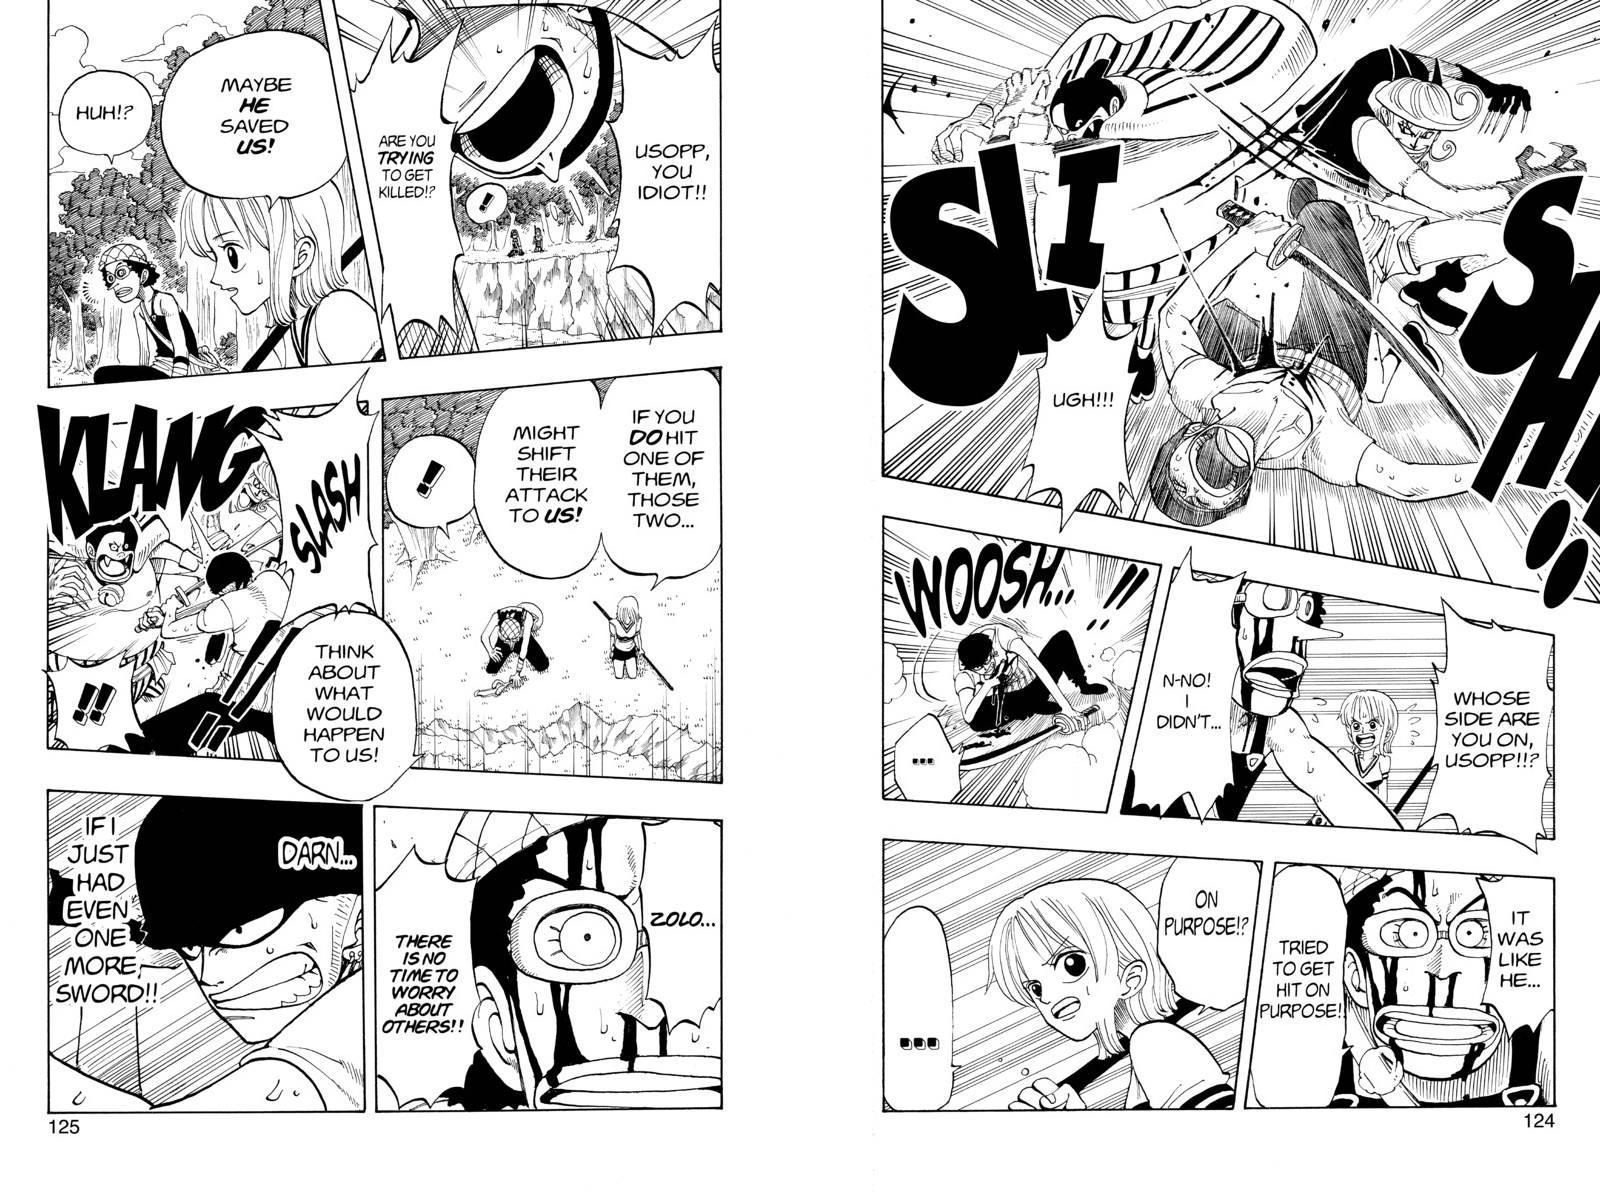 SLI
SH!!
UGH!!!
WHOSE
SIDE ARE
YOU ON,
USOPP!!!?
N-NO!
I
DIDN'T...
WOOSH...!!
...
IT
WAS
LIKE
HE...
TRIED
TO GET
HIT ON
PURPOSE!!
ON
PURPOSE!?
...
124
USOPP,
YOU
IDIOT!!
!
ARE YOU
TRYING
TO GET
KILLED!?
MAYBE
HE
SAVED
US!
HUH!?
IF YOU
DO HIT
ONE OF
THEM,
THOSE
TWO...
MIGHT
SHIFT
THEIR
ATTACK
TO US!
!!
SLASH
!!
KLANG
!!
THINK
ABOUT
WHAT
WOULD
HAPPEN
TO US!
ZOLO...
THERE
IS NO
TIME TO
WORRY
ABOUT
OTHERS!!
DARN...
IF I
JUST
HAD
EVEN
ONE
MORE
SWORD!!
125